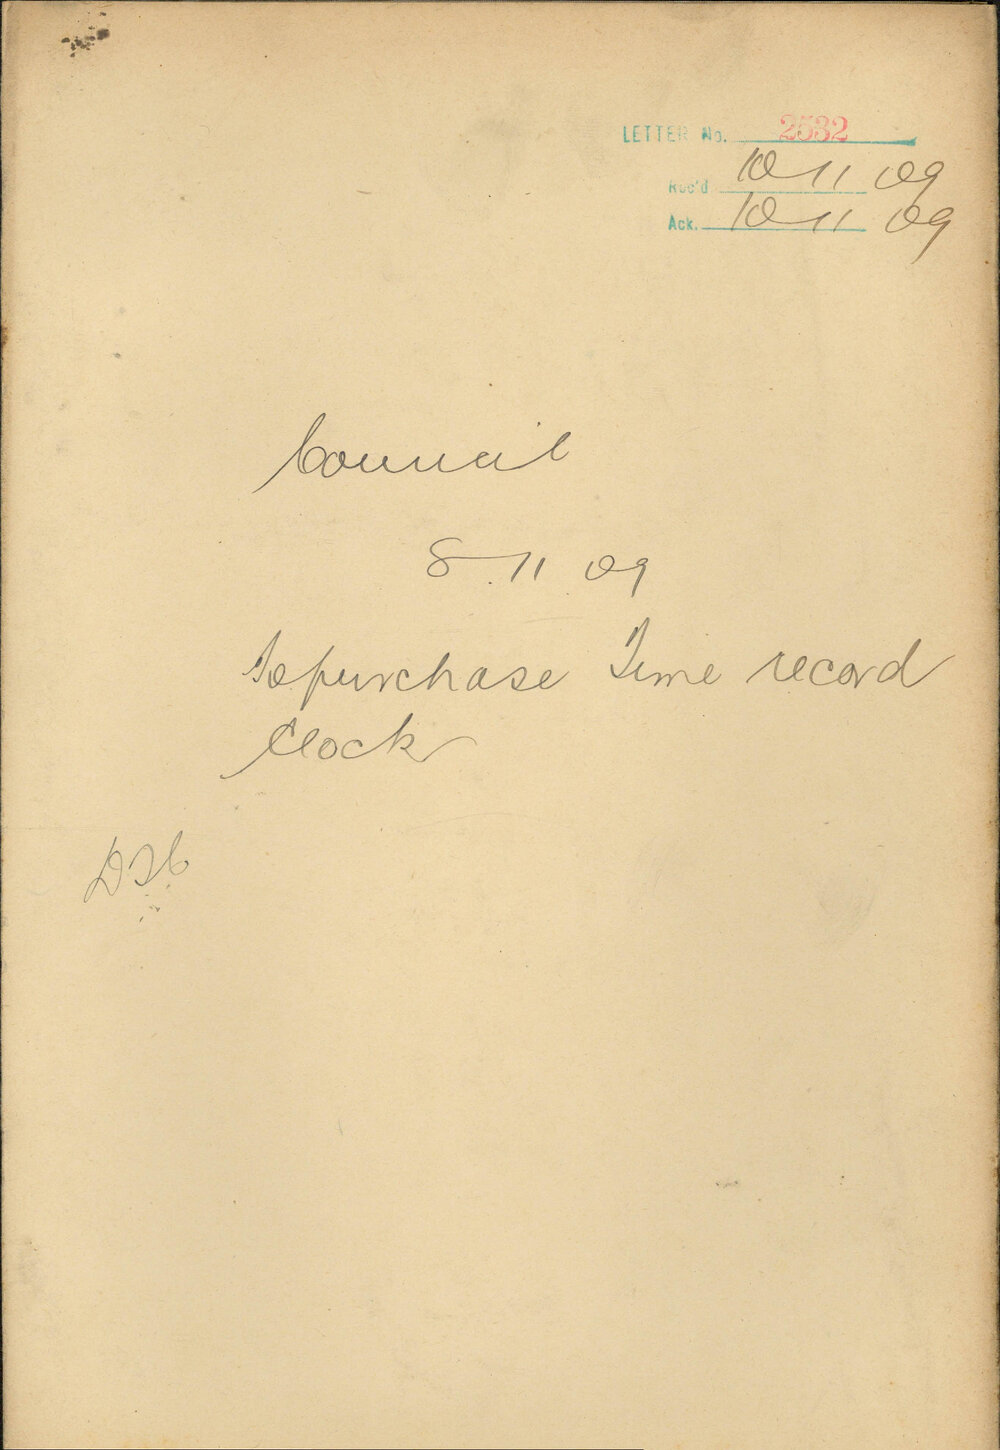 LETTER No. 2532
Rec'd 10 11 09
Ack. 10 11 09
Council
8 11 09
To purchase Time record
Clock